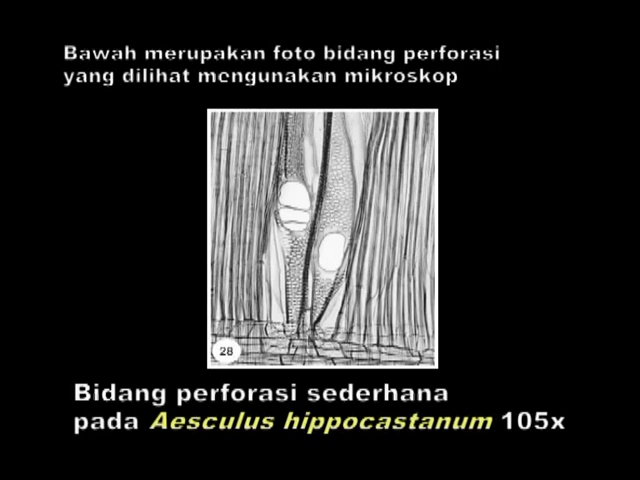 Bawah merupakan foto bidang perforasi
yang dilihat mengunakan mikroskop
28
Bidang perforasi sederhana
pada Aesculus hippocastanum 105x